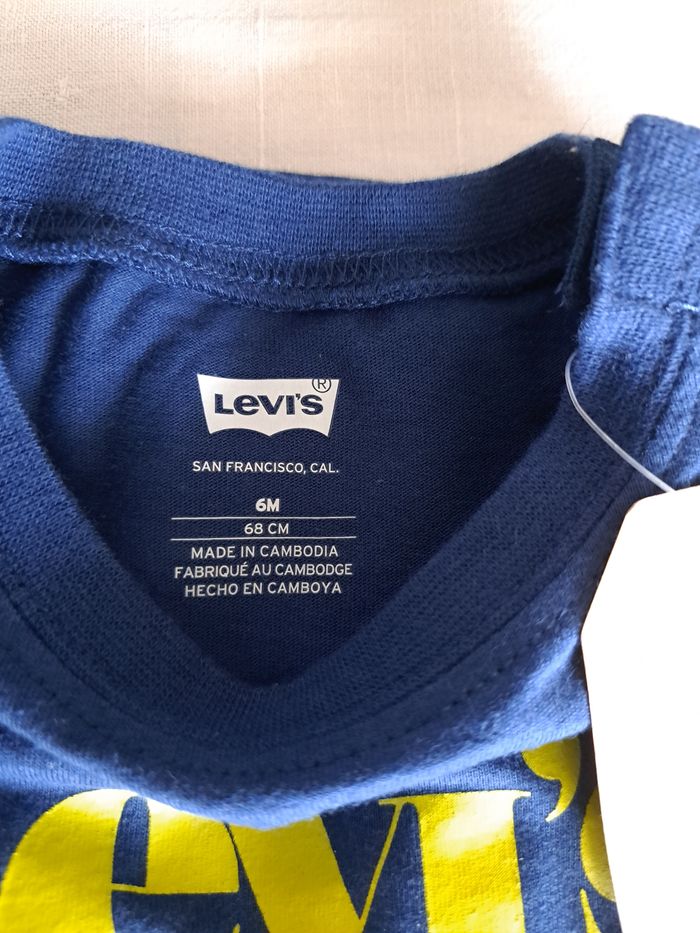 Levi's®
SAN FRANCISCO, CAL.
6M
68 CM
MADE IN CAMBODIA
FABRIQUÉ AU CAMBODGE
HECHO EN CAMBOYA
evi's